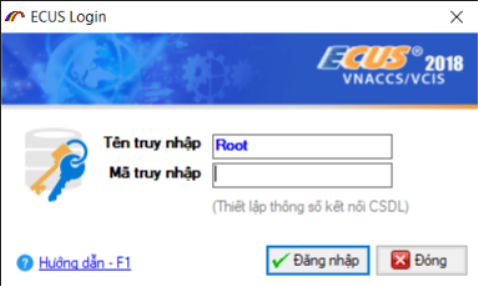 ECUS Login
ECUS® 2018
VNACCS/VCIS
Tên truy nhập Root
Mã truy nhập
(Thiết lập thông số kết nối CSDL)
Hướng dẫn - F1 Đăng nhập Đóng